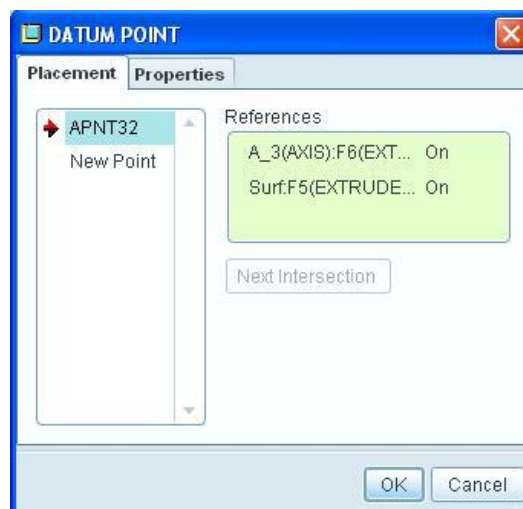 DATUM POINT
Placement Properties
APNT32
New Point
References
A_3(AXIS):F6(EXT... On
Surf:F5(EXTRUDE... On
Next Intersection
OK Cancel